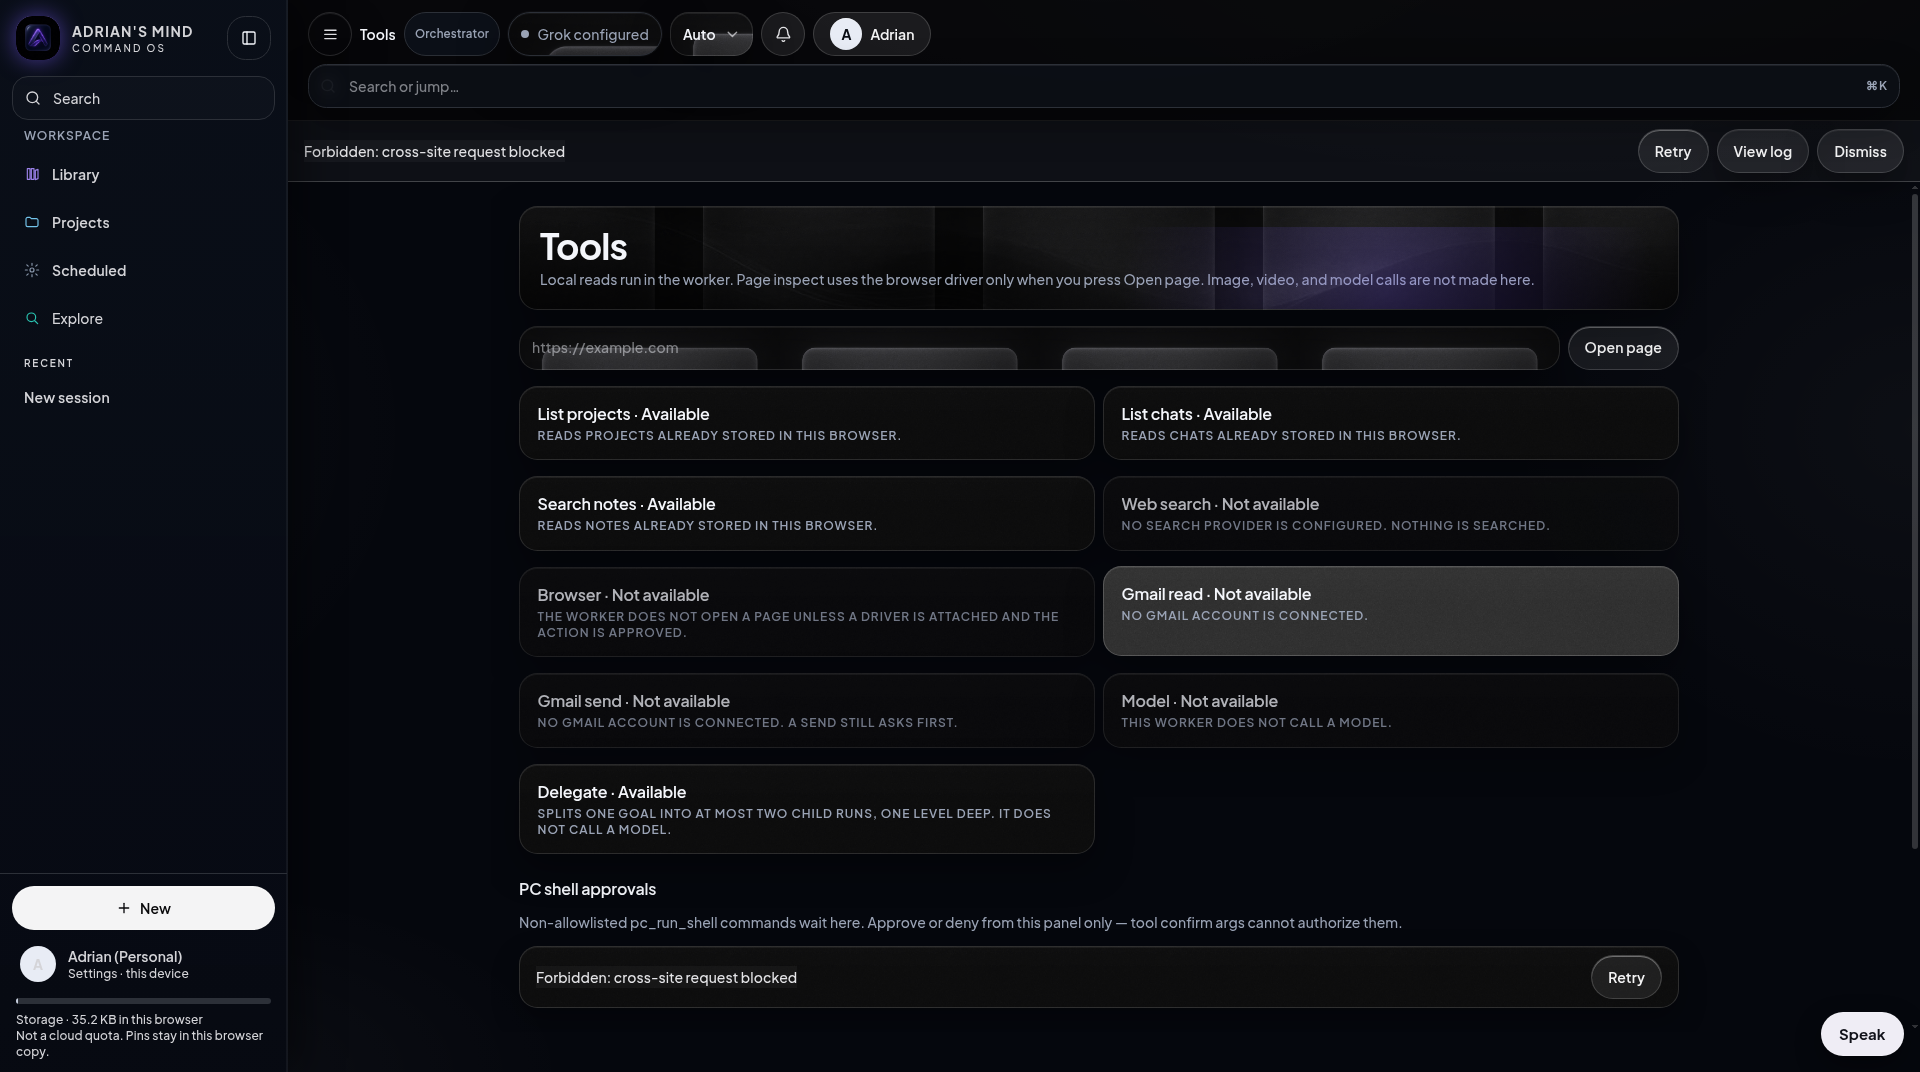 ADRIAN'S MIND
COMMAND OS
Search
WORKSPACE
Library
Projects
Scheduled
Explore
RECENT
New session
New
A
Adrian (Personal)
Settings · this device
Storage · 35.2 KB in this browser
Not a cloud quota. Pins stay in this browser
copy.
Tools
Orchestrator
Grok configured
Auto
A
Adrian
Search or jump…
⌘K
Forbidden: cross-site request blocked
Retry
View log
Dismiss
Tools
Local reads run in the worker. Page inspect uses the browser driver only when you press Open page. Image, video, and model calls are not made here.
https://example.com
Open page
List projects · Available
READS PROJECTS ALREADY STORED IN THIS BROWSER.
List chats · Available
READS CHATS ALREADY STORED IN THIS BROWSER.
Search notes · Available
READS NOTES ALREADY STORED IN THIS BROWSER.
Web search · Not available
NO SEARCH PROVIDER IS CONFIGURED. NOTHING IS SEARCHED.
Browser · Not available
THE WORKER DOES NOT OPEN A PAGE UNLESS A DRIVER IS ATTACHED AND THE
ACTION IS APPROVED.
Gmail read · Not available
NO GMAIL ACCOUNT IS CONNECTED.
Gmail send · Not available
NO GMAIL ACCOUNT IS CONNECTED. A SEND STILL ASKS FIRST.
Model · Not available
THIS WORKER DOES NOT CALL A MODEL.
Delegate · Available
SPLITS ONE GOAL INTO AT MOST TWO CHILD RUNS, ONE LEVEL DEEP. IT DOES
NOT CALL A MODEL.
PC shell approvals
Non-allowlisted pc_run_shell commands wait here. Approve or deny from this panel only — tool confirm args cannot authorize them.
Forbidden: cross-site request blocked
Retry
Speak